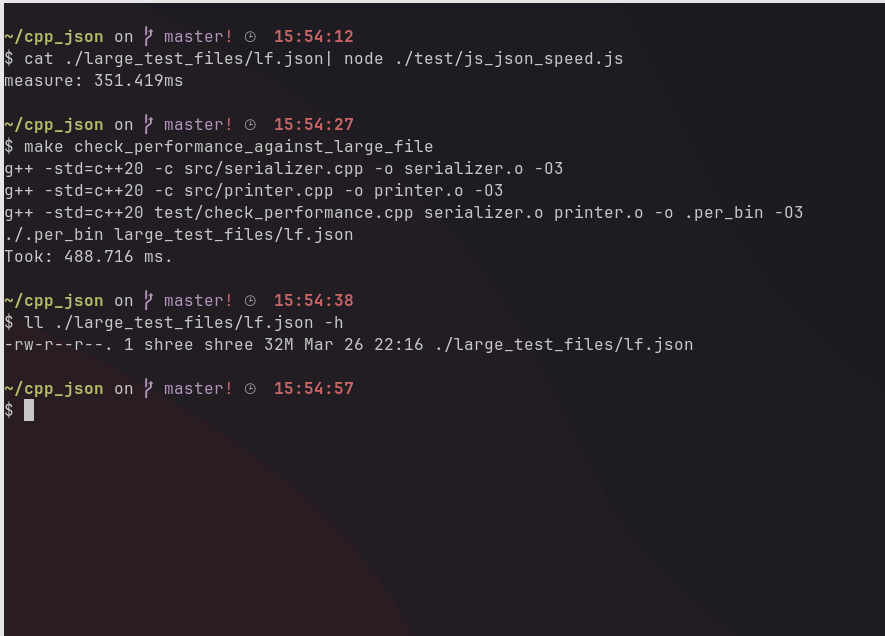 ~/cpp_json on ᚴ master! ◷ 15:54:12
$ cat ./large_test_files/lf.json| node ./test/js_json_speed.js
measure: 351.419ms
~/cpp_json on ᚴ master! ◷ 15:54:27
$ make check_performance_against_large_file
g++ -std=c++20 -c src/serializer.cpp -o serializer.o -O3
g++ -std=c++20 -c src/printer.cpp -o printer.o -O3
g++ -std=c++20 test/check_performance.cpp serializer.o printer.o -o .per_bin -O3
./.per_bin large_test_files/lf.json
Took: 488.716 ms.
~/cpp_json on ᚴ master! ◷ 15:54:38
$ ll ./large_test_files/lf.json -h
-rw-r--r--. 1 shree shree 32M Mar 26 22:16 ./large_test_files/lf.json
~/cpp_json on ᚴ master! ◷ 15:54:57
$